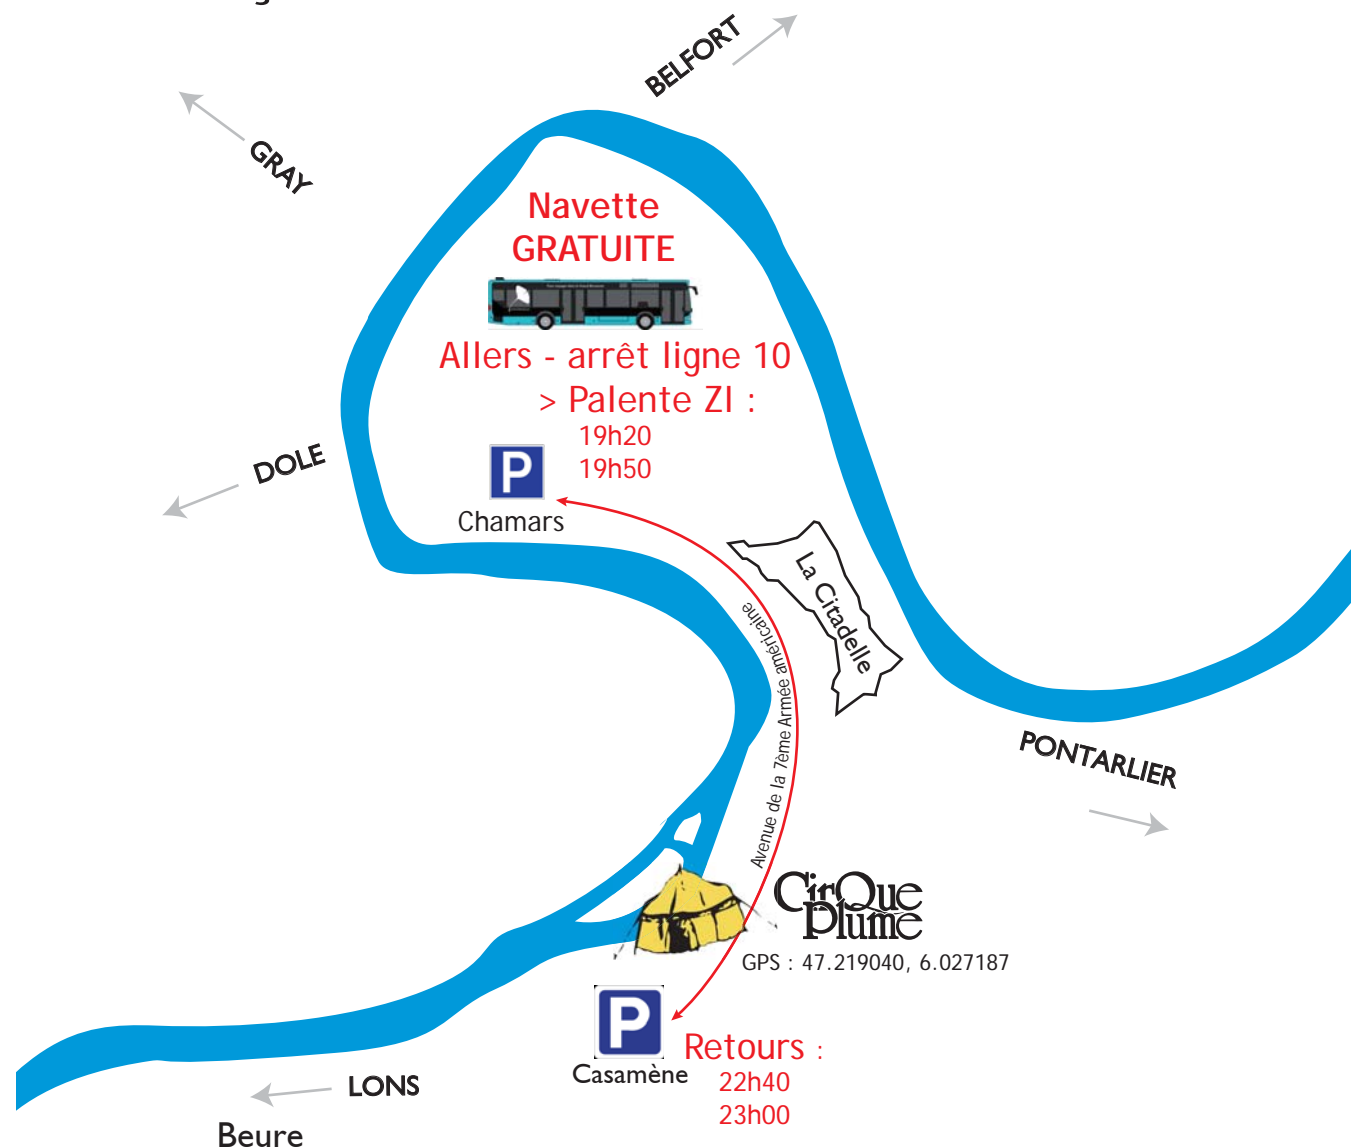 BELFORT
GRAY
Navette
GRATUITE
Allers - arrêt ligne 10
> Palente ZI :
19h20
19h50
DOLE
P
Chamars
La Citadelle
Avenue de la 7ème Armée américaine
PONTARLIER
CirQue
Plume
GPS : 47.219040, 6.027187
P
Casamène
Retours :
22h40
23h00
LONS
Beure